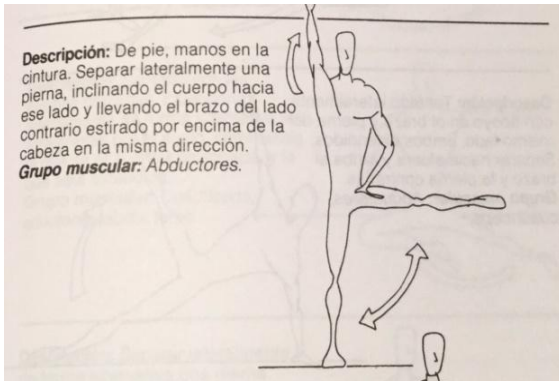 Descripción: De pie, manos en la
cintura. Separar lateralmente una
pierna, inclinando el cuerpo hacia
ese lado y llevando el brazo del lado
contrario estirado por encima de la
cabeza en la misma dirección.
Grupo muscular: Abductores.